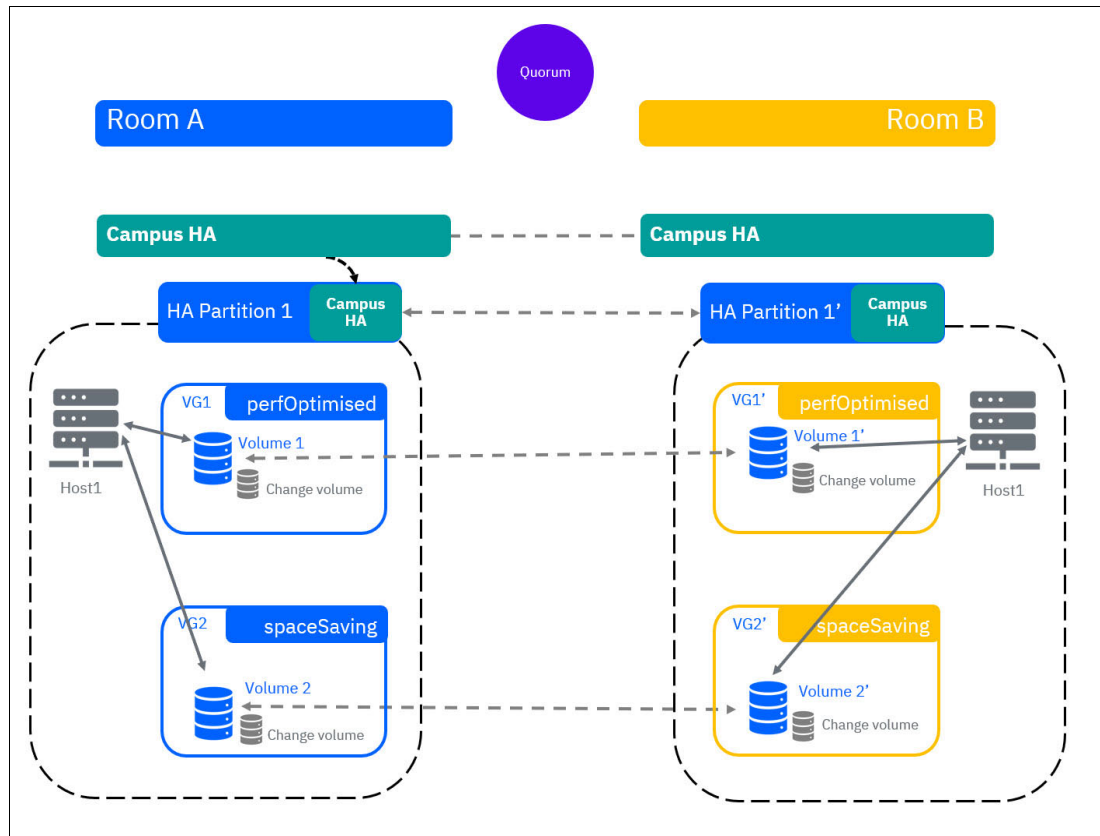 Quorum
Room A
Room B
Campus HA
Campus HA
HA Partition 1
Campus
HA
HA Partition 1’
Campus
HA
VG1
perfOptimised
Volume 1
Change volume
Host1
VG1’
perfOptimised
Volume 1’
Change volume
Host1
VG2
spaceSaving
Volume 2
Change volume
VG2’
spaceSaving
Volume 2’
Change volume